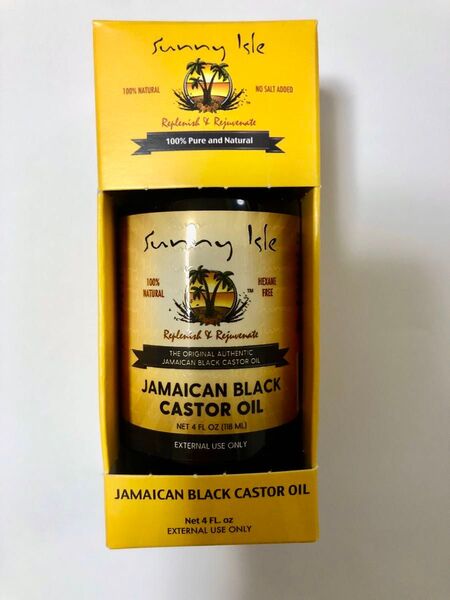 Sunny Isle
100% NATURAL
NO SALT ADDED
Replenish & Rejuvenate
100% Pure and Natural
Sunny Isle
100%
NATURAL
HEXANE
FREE
TM
Replenish & Rejuvenate
THE ORIGINAL AUTHENTIC
JAMAICAN BLACK CASTOR OIL
JAMAICAN BLACK
CASTOR OIL
NET 4 FL OZ (118 ML)
EXTERNAL USE ONLY
JAMAICAN BLACK CASTOR OIL
Net 4 FL. oz
EXTERNAL USE ONLY